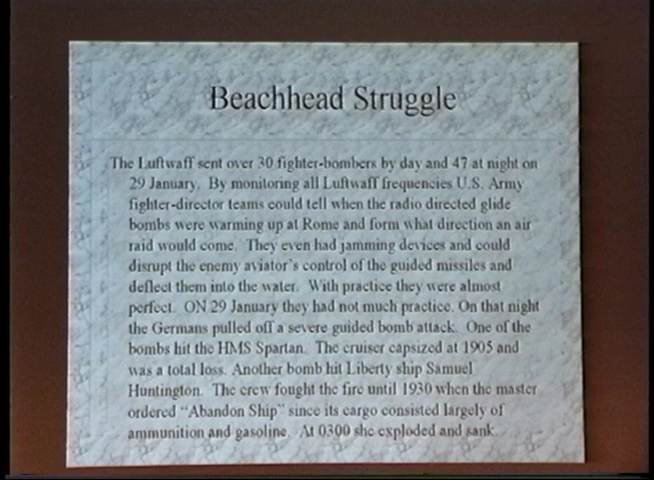 Beachhead Struggle
The Luftwaff sent over 30 fighter-bombers by day and 47 at night on
29 January. By monitoring all Luftwaff frequencies U.S. Army
fighter-director teams could tell when the radio directed glide
bombs were warming up at Rome and form what direction an air
raid would come. They even had jamming devices and could
disrupt the enemy aviator's control of the guided missiles and
deflect them into the water. With practice they were almost
perfect. ON 29 January they had not much practice. On that night
the Germans pulled off a severe guided bomb attack. One of the
bombs hit the HMS Spartan. The cruiser capsized at 1905 and
was a total loss. Another bomb hit Liberty ship Samuel
Huntington. The crew fought the fire until 1930 when the master
ordered "Abandon Ship" since its cargo consisted largely of
ammunition and gasoline. At 0300 she exploded and sank.